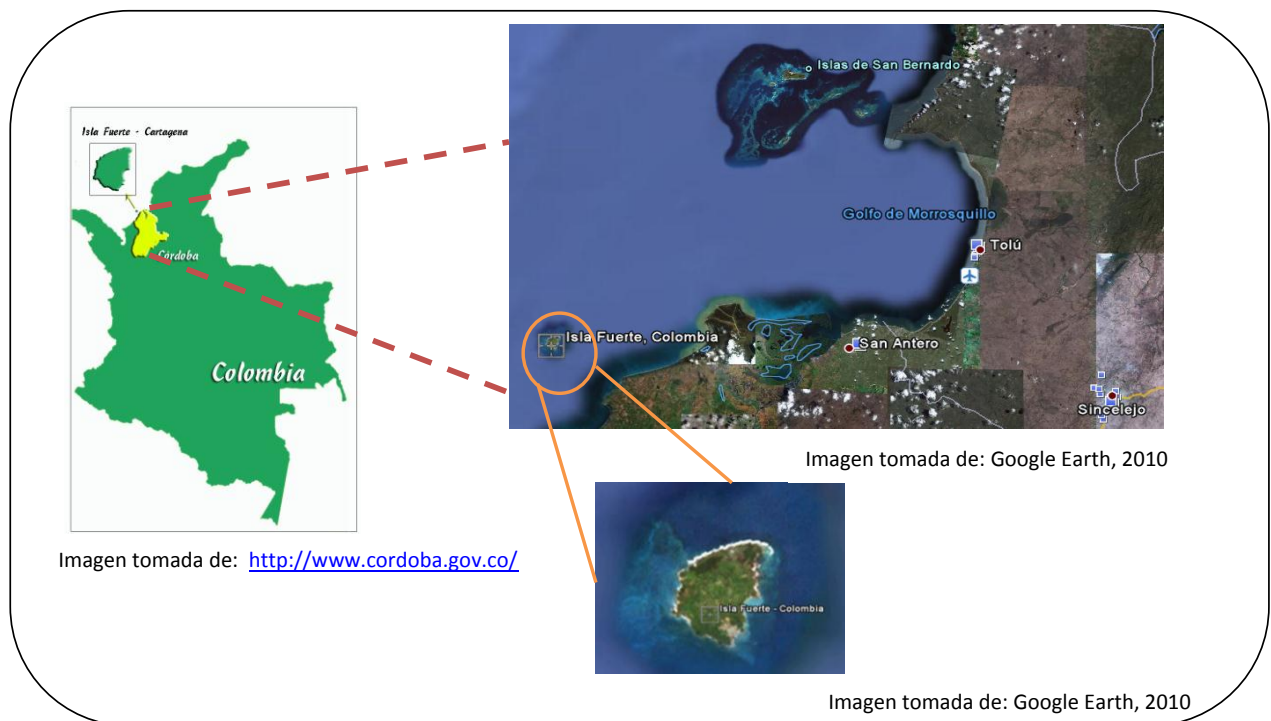 Isla Fuerte - Cartagena
Córdoba
Colombia
Imagen tomada de: http://www.cordoba.gov.co/
Islas de San Bernardo
Golfo de Morrosquillo
Tolú
Isla Fuerte, Colombia
San Antero
Sincelejo
Imagen tomada de: Google Earth, 2010
Isla Fuerte - Colombia
Imagen tomada de: Google Earth, 2010